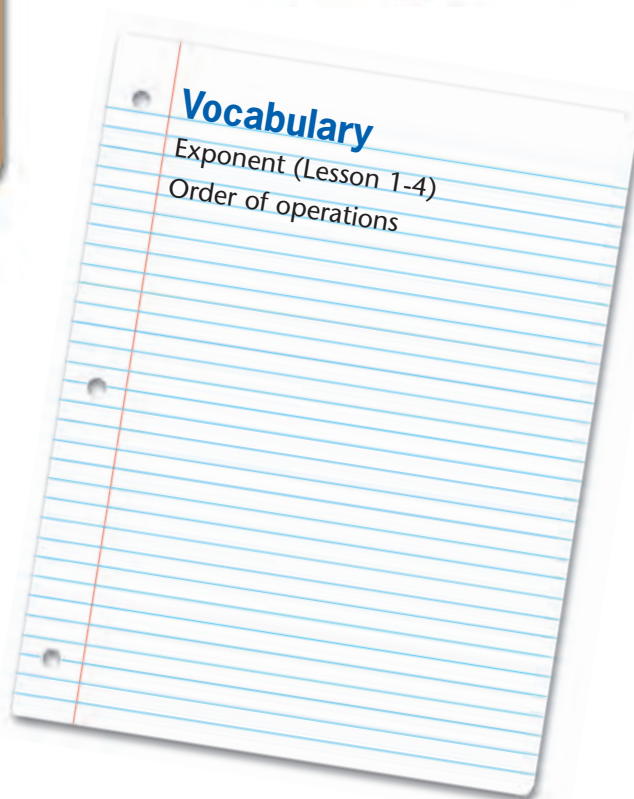 Vocabulary
Exponent (Lesson 1-4)
Order of operations